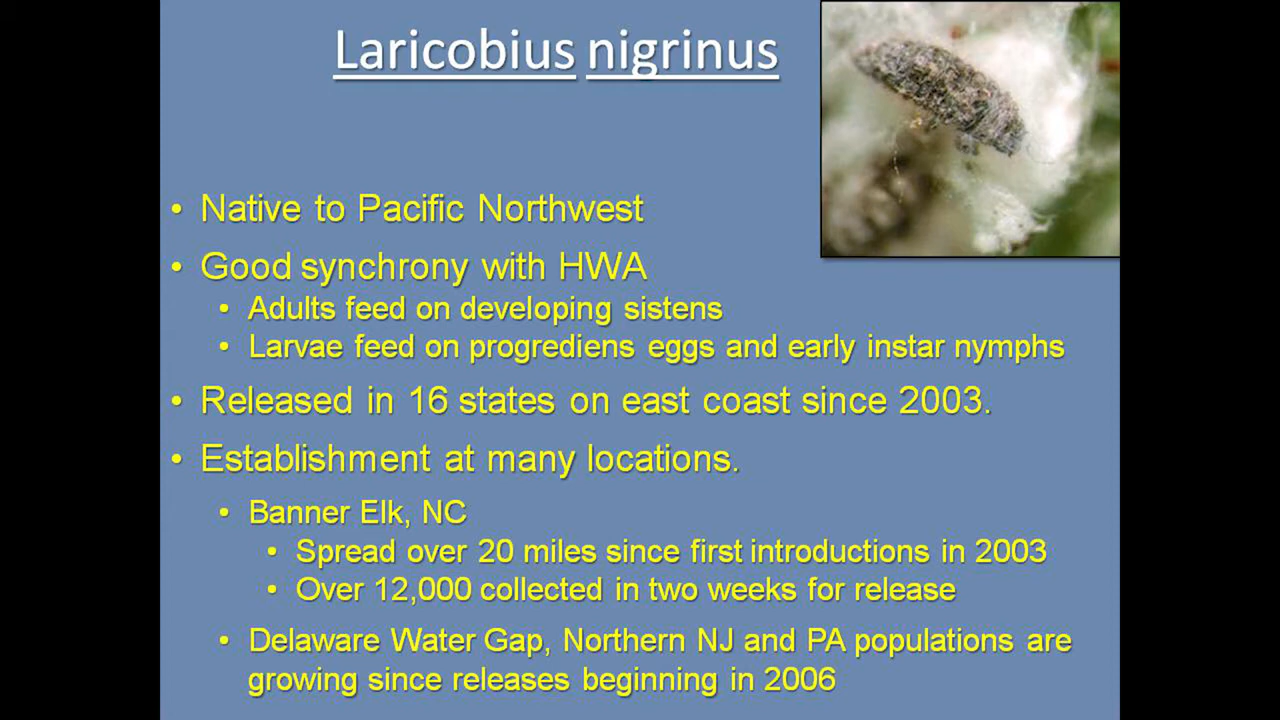 Laricobius nigrinus
• Native to Pacific Northwest
• Good synchrony with HWA
• Adults feed on developing sistens
• Larvae feed on progrediens eggs and early instar nymphs
• Released in 16 states on east coast since 2003.
• Establishment at many locations.
• Banner Elk, NC
• Spread over 20 miles since first introductions in 2003
• Over 12,000 collected in two weeks for release
• Delaware Water Gap, Northern NJ and PA populations are
growing since releases beginning in 2006